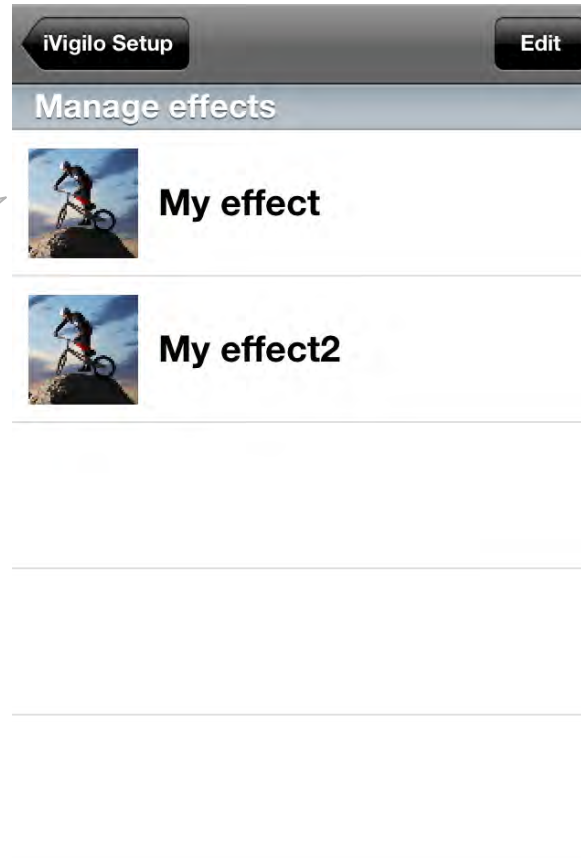 iVigilo Setup
Edit
Manage effects
My effect
My effect2